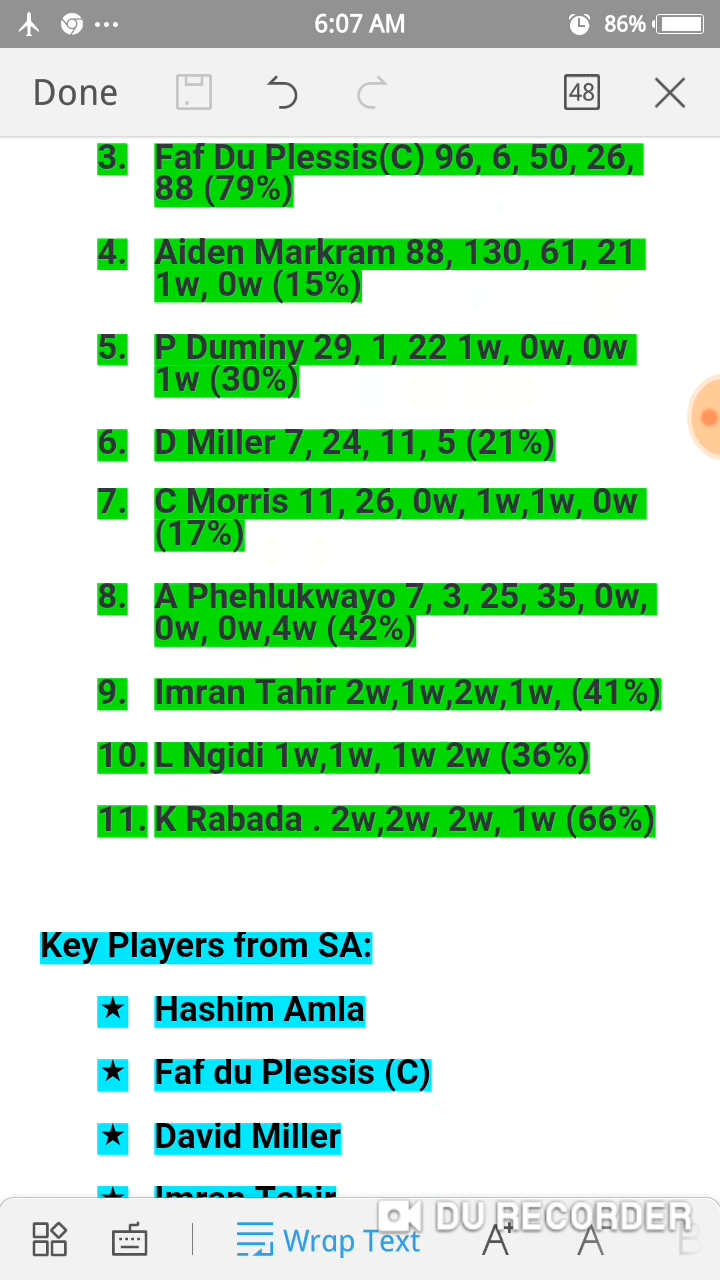 6:07 AM
86%
Done
48
3. Faf Du Plessis(C) 96, 6, 50, 26,
88 (79%)
4. Aiden Markram 88, 130, 61, 21
1w, 0w (15%)
5. P Duminy 29, 1, 22 1w, 0w, 0w
1w (30%)
6. D Miller 7, 24, 11, 5 (21%)
7. C Morris 11, 26, 0w, 1w,1w, 0w
(17%)
8. A Phehlukwayo 7, 3, 25, 35, 0w,
0w, 0w,4w (42%)
9. Imran Tahir 2w,1w,2w,1w, (41%)
10. L Ngidi 1w,1w, 1w 2w (36%)
11. K Rabada . 2w,2w, 2w, 1w (66%)
Key Players from SA:
★ Hashim Amla
★ Faf du Plessis (C)
★ David Miller
★ Imran Tahir
DU RECORDER
Wrap Text
A+
A-
B